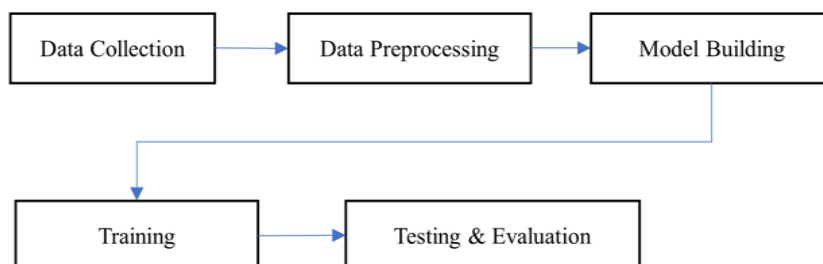 Data Collection
Data Preprocessing
Model Building
Training
Testing & Evaluation